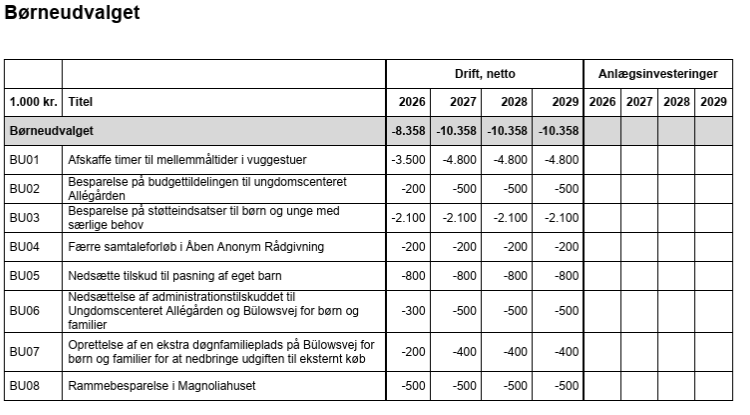 Børneudvalget
Drift, netto Anlægsinvesteringer
1.000 kr. Titel 2026 2027 2028 2029 2026 2027 2028 2029
Børneudvalget -8.358 -10.358 -10.358 -10.358
BU01 Afskaffe timer til mellemmåltider i vuggestuer -3.500 -4.800 -4.800 -4.800
BU02 Besparelse på budgettildelingen til ungdomscenteret
Allégården -200 -500 -500 -500
BU03 Besparelse på støtteindsatser til børn og unge med
særlige behov -2.100 -2.100 -2.100 -2.100
BU04 Færre samtaleforløb i Åben Anonym Rådgivning -200 -200 -200 -200
BU05 Nedsætte tilskud til pasning af eget barn -800 -800 -800 -800
BU06 Nedsættelse af administrationstilskuddet til
Ungdomscenteret Allégården og Bülowsvej for børn og
familier -300 -500 -500 -500
BU07 Oprettelse af en ekstra døgnfamilieplads på Bülowsvej for
børn og familier for at nedbringe udgiften til eksternt køb -200 -400 -400 -400
BU08 Rammebesparelse i Magnoliahuset -500 -500 -500 -500